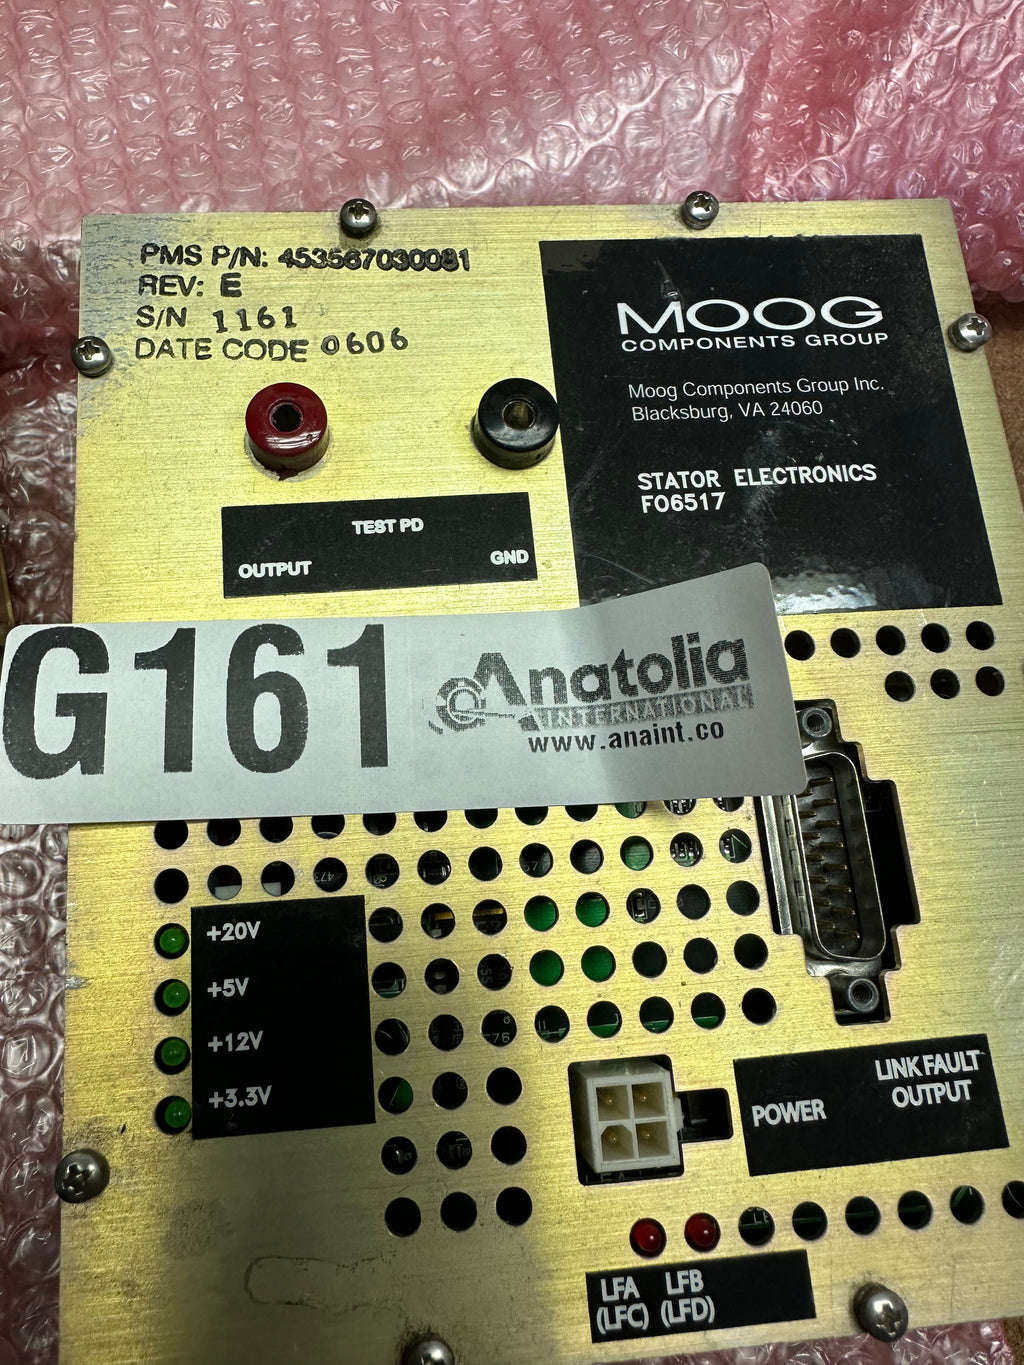 PMS P/N: 453567030081
REV: E
S/N 1161
DATE CODE 0606
MOOG
COMPONENTS GROUP
Moog Components Group Inc.
Blacksburg, VA 24060
STATOR ELECTRONICS
FO6517
TEST PD
OUTPUT
GND
G161
Anatolia
INTERNATIONAL
www.anaint.co
+20V
+5V
+12V
+3.3V
LINK FAULT
OUTPUT
POWER
LFA LFB
(LFC) (LFD)